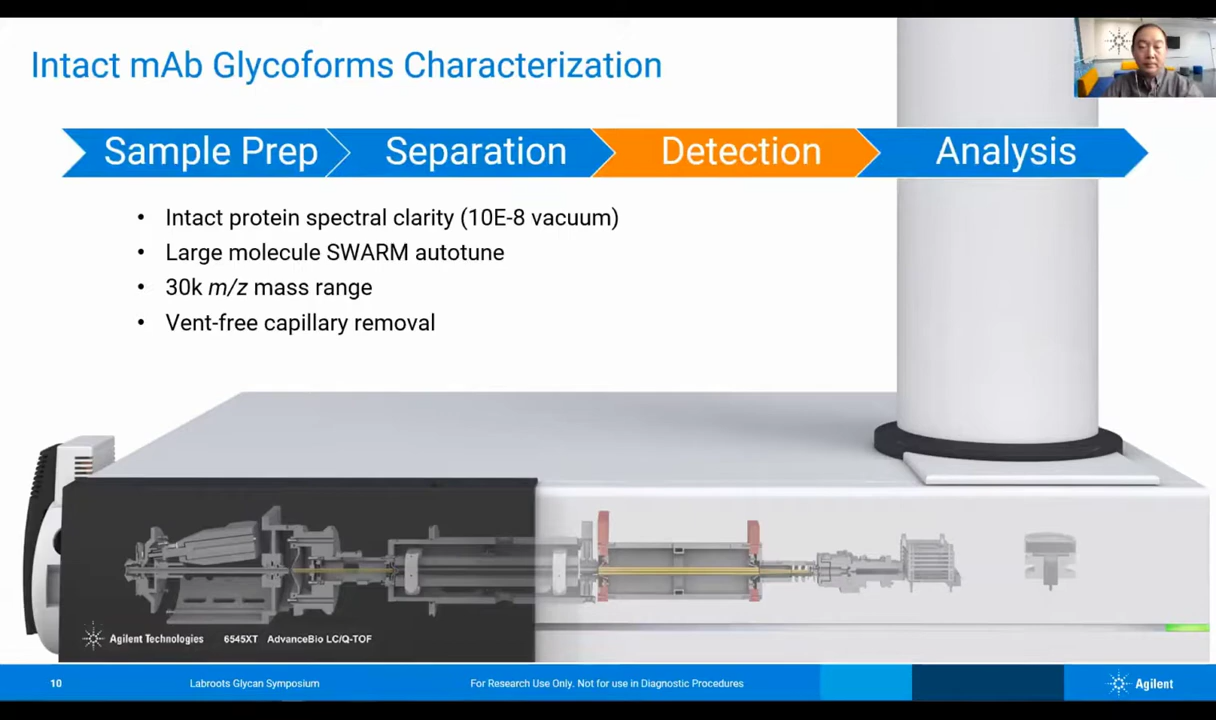 Intact mAb Glycoforms Characterization
Sample Prep
Separation
Detection
Analysis
• Intact protein spectral clarity (10E-8 vacuum)
• Large molecule SWARM autotune
• 30k m/z mass range
• Vent-free capillary removal
Agilent Technologies 6545XT AdvanceBio LC/Q-TOF
10 Labroots Glycan Symposium For Research Use Only. Not for use in Diagnostic Procedures Agilent